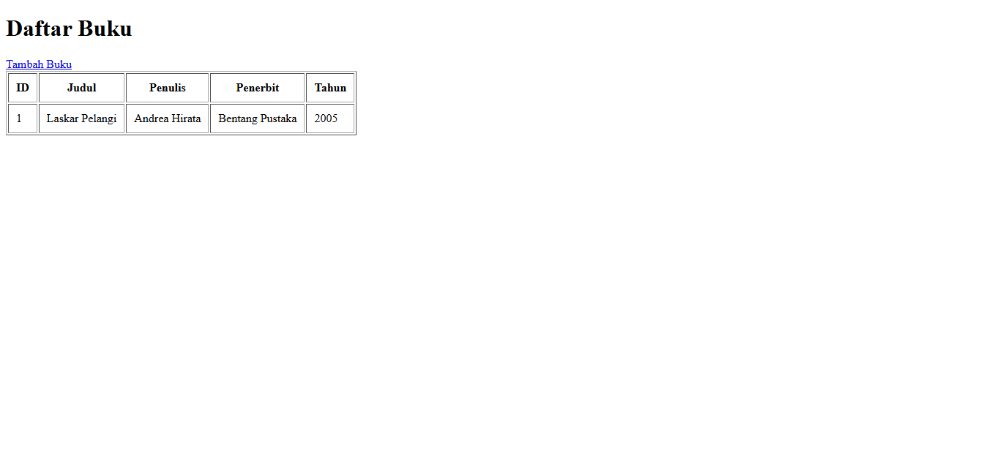 Daftar Buku
Tambah Buku
ID Judul Penulis Penerbit Tahun
1 Laskar Pelangi Andrea Hirata Bentang Pustaka 2005